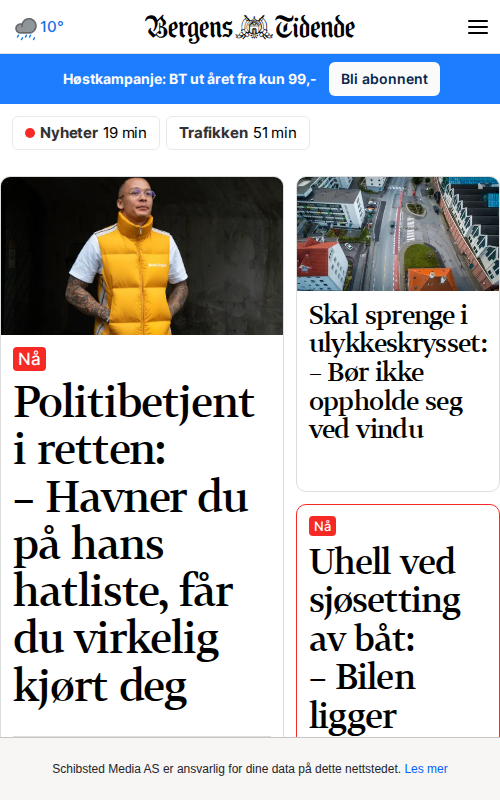 10°
Bergens Tidende
Høstkampanje: BT ut året fra kun 99,-
Bli abonnent
Nyheter 19 min
Trafikken 51 min
Nå
Politibetjent
i retten:
– Havner du
på hans
hatliste, får
du virkelig
kjørt deg
Skal sprenge i
ulykkeskrysset:
– Bør ikke
oppholde seg
ved vindu
Nå
Uhell ved
sjøsetting
av båt:
– Bilen
ligger
Schibsted Media AS er ansvarlig for dine data på dette nettstedet. Les mer